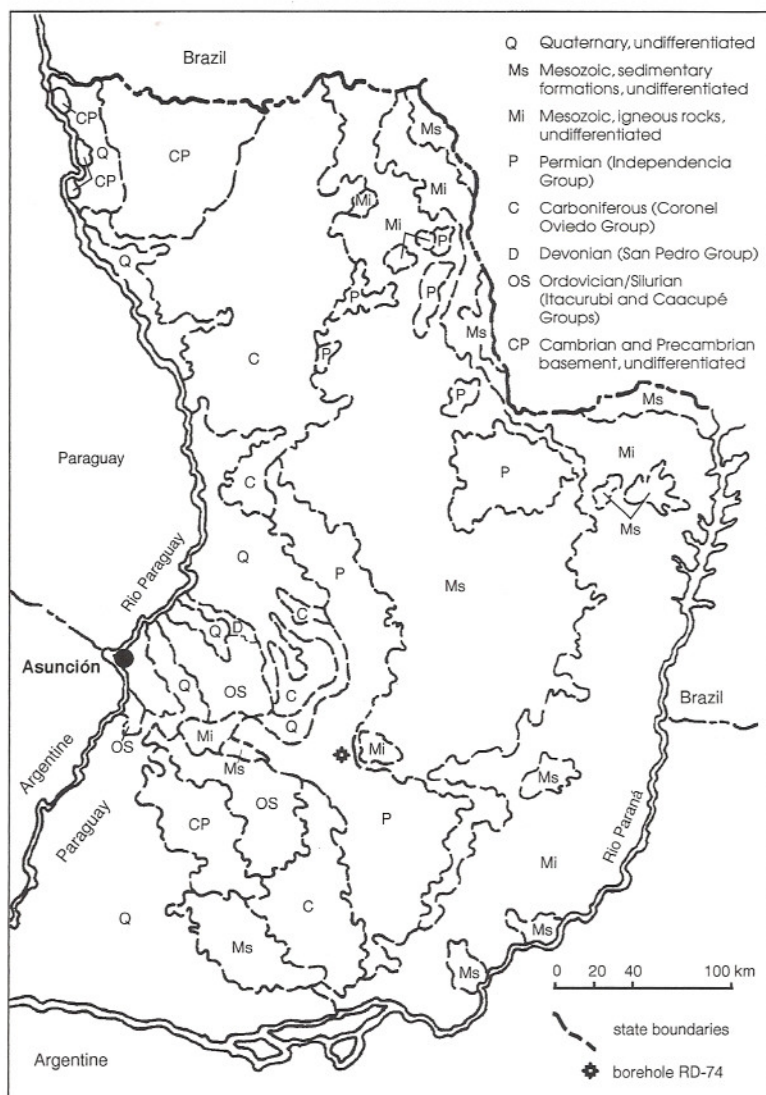 Brazil
Q Quaternary, undifferentiated
Ms Mesozoic, sedimentary
formations, undifferentiated
Mi Mesozoic, igneous rocks,
undifferentiated
P Permian (Independencia
Group)
C Carboniferous (Coronel
Oviedo Group)
D Devonian (San Pedro Group)
OS Ordovician/Silurian
(Itacurubi and Caacupé
Groups)
CP Cambrian and Precambrian
basement, undifferentiated
CP
Q
CP
CP
Ms
Mi
Mi
Mi
P
Q
P
P
Ms
C
P
P
Ms
Mi
Paraguay
C
P
Ms
Rio Paraguay
Q
P
Ms
C
Q
D
Asunción
Q
OS
C
Brazil
Q
OS
Mi
Mi
Argentine
Ms
Ms
OS
CP
P
Paraguay
Rio Paraná
Mi
Q
C
Ms
Ms
Ms
0 20 40 100 km
state boundaries
Argentine
borehole RD-74